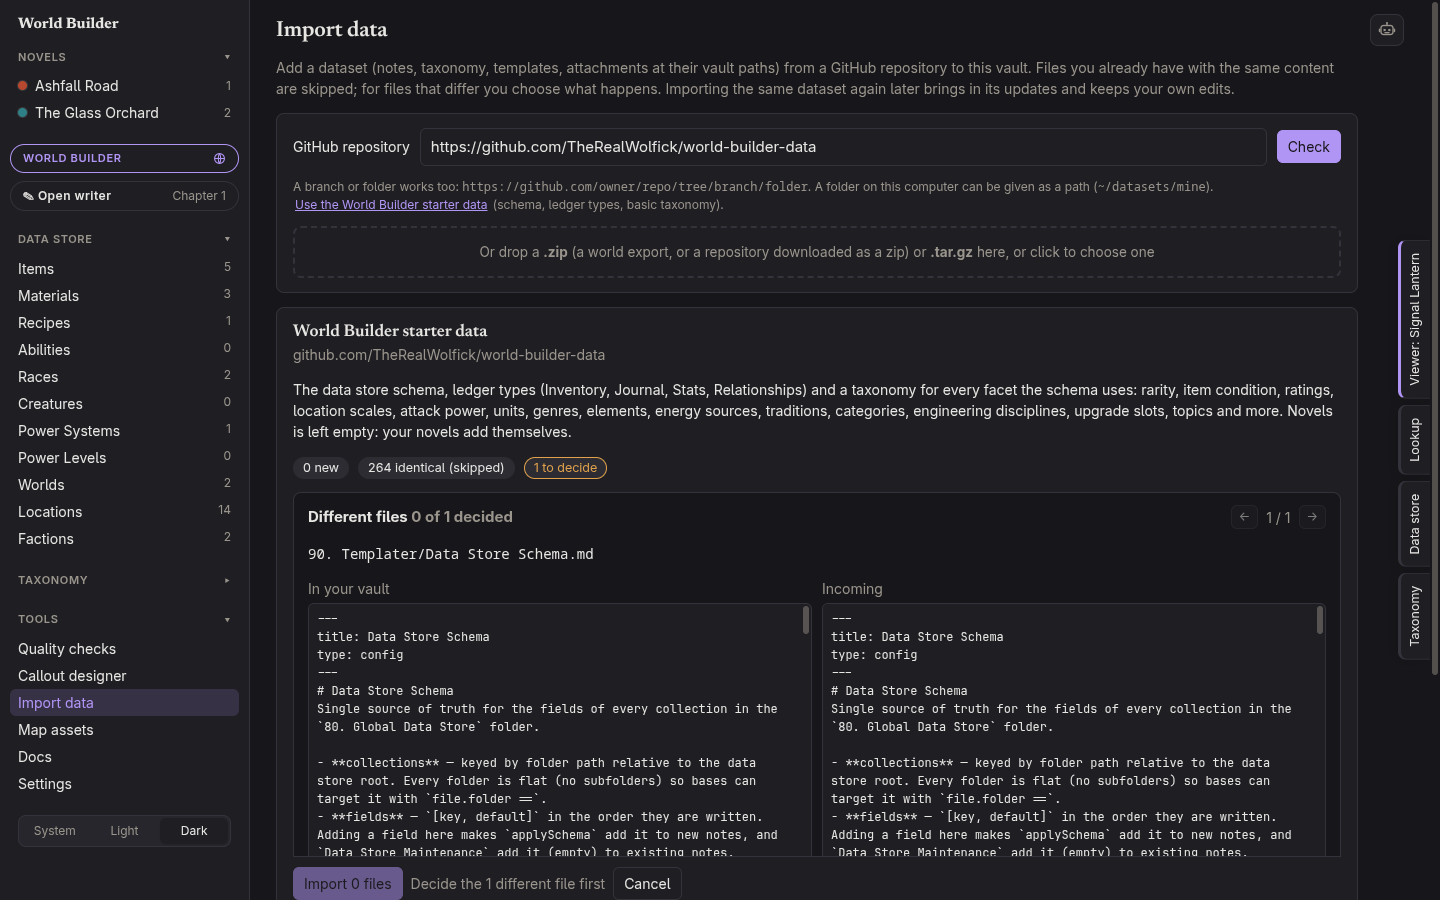 World Builder
NOVELS
Ashfall Road 1
The Glass Orchard 2
WORLD BUILDER
Open writer Chapter 1
DATA STORE
Items 5
Materials 3
Recipes 1
Abilities 0
Races 2
Creatures 0
Power Systems 1
Power Levels 0
Worlds 2
Locations 14
Factions 2
TAXONOMY
TOOLS
Quality checks
Callout designer
Import data
Map assets
Docs
Settings
System Light Dark
Import data
Add a dataset (notes, taxonomy, templates, attachments at their vault paths) from a GitHub repository to this vault. Files you already have with the same content
are skipped; for files that differ you choose what happens. Importing the same dataset again later brings in its updates and keeps your own edits.
GitHub repository https://github.com/TheRealWolfick/world-builder-data Check
A branch or folder works too: https://github.com/owner/repo/tree/branch/folder. A folder on this computer can be given as a path (~/datasets/mine).
Use the World Builder starter data (schema, ledger types, basic taxonomy).
Or drop a .zip (a world export, or a repository downloaded as a zip) or .tar.gz here, or click to choose one
World Builder starter data
github.com/TheRealWolfick/world-builder-data
The data store schema, ledger types (Inventory, Journal, Stats, Relationships) and a taxonomy for every facet the schema uses: rarity, item condition, ratings,
location scales, attack power, units, genres, elements, energy sources, traditions, categories, engineering disciplines, upgrade slots, topics and more. Novels
is left empty: your novels add themselves.
0 new 264 identical (skipped) 1 to decide
Different files 0 of 1 decided ← 1 / 1 →
90. Templater/Data Store Schema.md
In your vault
---
title: Data Store Schema
type: config
---
# Data Store Schema
Single source of truth for the fields of every collection in the
`80. Global Data Store` folder.
- **collections** — keyed by folder path relative to the data
store root. Every folder is flat (no subfolders) so bases can
target it with `file.folder ==`.
- **fields** — `[key, default]` in the order they are written.
Adding a field here makes `applySchema` add it to new notes, and
`Data Store Maintenance` add it (empty) to existing notes.
Incoming
---
title: Data Store Schema
type: config
---
# Data Store Schema
Single source of truth for the fields of every collection in the
`80. Global Data Store` folder.
- **collections** — keyed by folder path relative to the data
store root. Every folder is flat (no subfolders) so bases can
target it with `file.folder ==`.
- **fields** — `[key, default]` in the order they are written.
Adding a field here makes `applySchema` add it to new notes, and
`Data Store Maintenance` add it (empty) to existing notes.
Import 0 files Decide the 1 different file first Cancel
Viewer: Signal Lantern
Lookup
Data store
Taxonomy